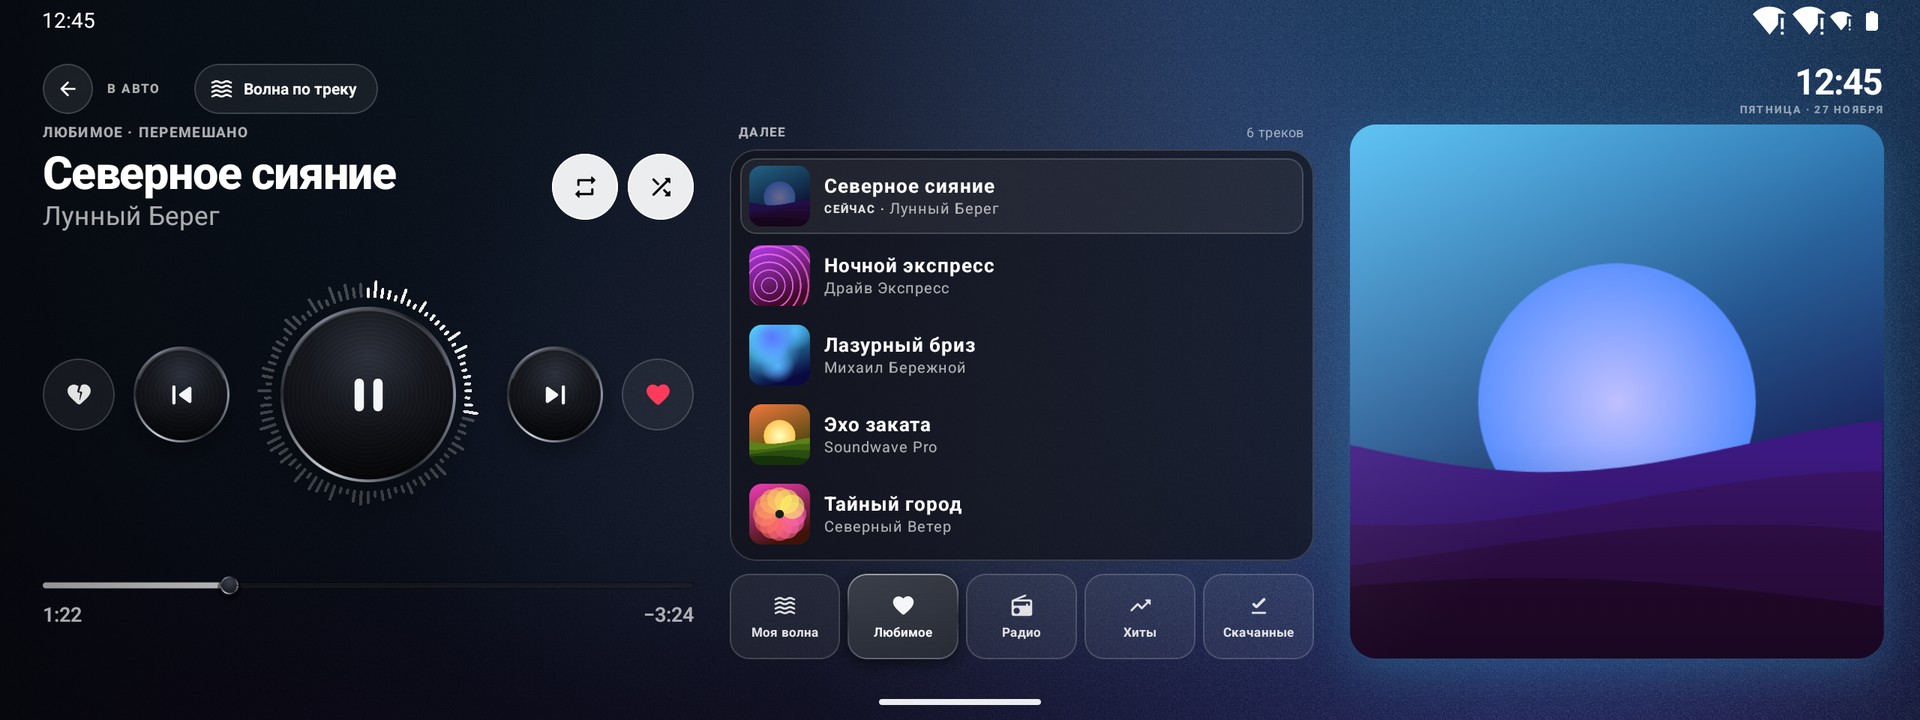 12:45
В АВТО
Волна по треку
12:45
ПЯТНИЦА · 27 НОЯБРЯ
ЛЮБИМОЕ · ПЕРЕМЕШАНО
Северное сияние
Лунный Берег
1:22
−3:24
ДАЛЕЕ
6 треков
Северное сияние
СЕЙЧАС · Лунный Берег
Ночной экспресс
Драйв Экспресс
Лазурный бриз
Михаил Бережной
Эхо заката
Soundwave Pro
Тайный город
Северный Ветер
Моя волна
Любимое
Радио
Хиты
Скачанные